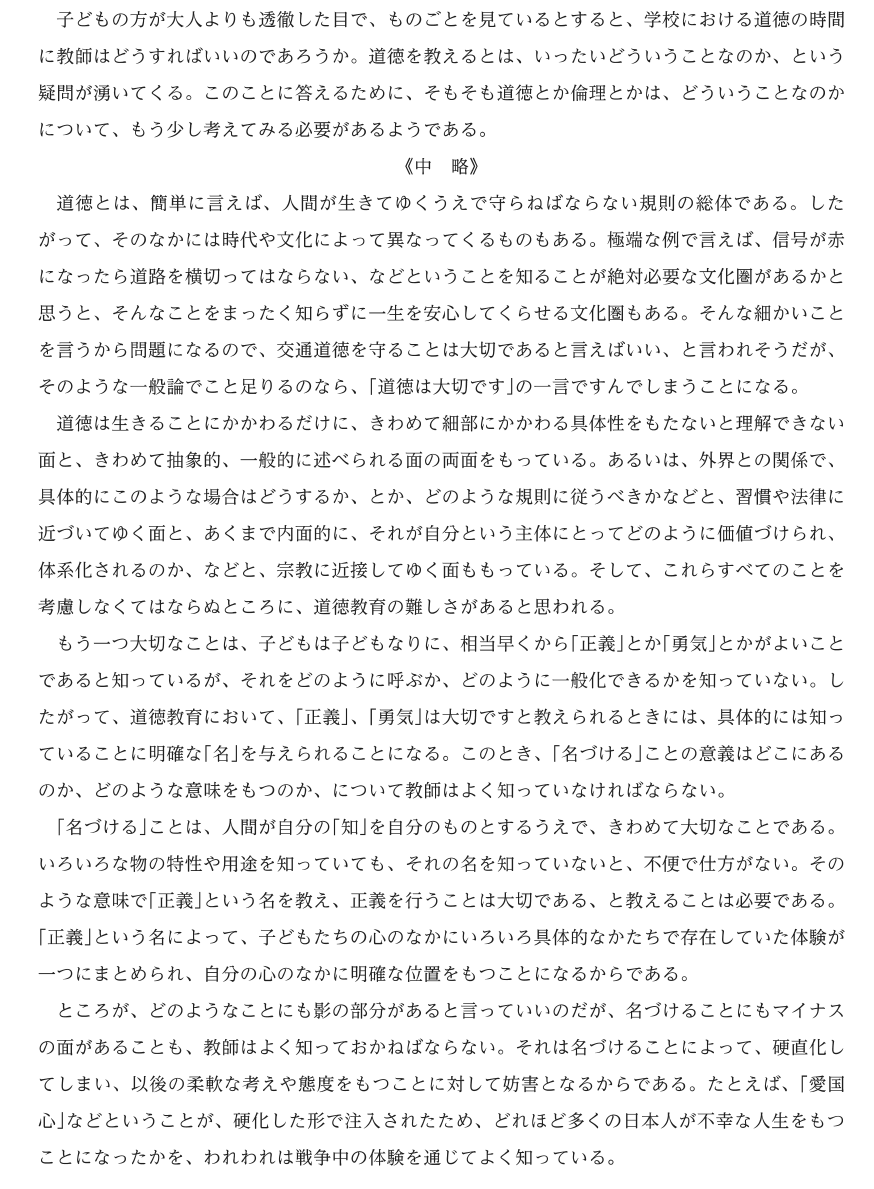 子どもの方が大人よりも透徹した目で、ものごとを見ているとすると、学校における道徳の時間
に教師はどうすればいいのであろうか。道徳を教えるとは、いったいどういうことなのか、という
疑問が湧いてくる。このことに答えるために、そもそも道徳とか倫理とかは、どういうことなのか
について、もう少し考えてみる必要があるようである。
《中　略》
　道徳とは、簡単に言えば、人間が生きてゆくうえで守らねばならない規則の総体である。した
がって、そのなかには時代や文化によって異なってくるものもある。極端な例で言えば、信号が赤
になったら道路を横切ってはならない、などということを知ることが絶対必要な文化圏があるかと
思うと、そんなことをまったく知らずに一生を安心してくらせる文化圏もある。そんな細かいこと
を言うから問題になるので、交通道徳を守ることは大切であると言えばいい、と言われそうだが、
そのような一般論でこと足りるのなら、「道徳は大切です」の一言ですんでしまうことになる。
　道徳は生きることにかかわるだけに、きわめて細部にかかわる具体性をもたないと理解できない
面と、きわめて抽象的、一般的に述べられる面の両面をもっている。あるいは、外界との関係で、
具体的にこのような場合はどうするか、とか、どのような規則に従うべきかなどと、習慣や法律に
近づいてゆく面と、あくまで内面的に、それが自分という主体にとってどのように価値づけられ、
体系化されるのか、などと、宗教に近接してゆく面ももっている。そして、これらすべてのことを
考慮しなくてはならぬところに、道徳教育の難しさがあると思われる。
　もう一つ大切なことは、子どもは子どもなりに、相当早くから「正義」とか「勇気」とかがよいこと
であると知っているが、それをどのように呼ぶか、どのように一般化できるかを知っていない。し
たがって、道徳教育において、「正義」、「勇気」は大切ですと教えられるときには、具体的には知っ
ていることに明確な「名」を与えられることになる。このとき、「名づける」ことの意義はどこにある
のか、どのような意味をもつのか、について教師はよく知っていなければならない。
　「名づける」ことは、人間が自分の「知」を自分のものとするうえで、きわめて大切なことである。
いろいろな物の特性や用途を知っていても、それの名を知っていないと、不便で仕方がない。その
ような意味で「正義」という名を教え、正義を行うことは大切である、と教えることは必要である。
「正義」という名によって、子どもたちの心のなかにいろいろ具体的なかたちで存在していた体験が
一つにまとめられ、自分の心のなかに明確な位置をもつことになるからである。
　ところが、どのようなことにも影の部分があると言っていいのだが、名づけることにもマイナス
の面があることも、教師はよく知っておかねばならない。それは名づけることによって、硬直化し
てしまい、以後の柔軟な考えや態度をもつことに対して妨害となるからである。たとえば、「愛国
心」などということが、硬化した形で注入されたため、どれほど多くの日本人が不幸な人生をもつ
ことになったかを、われわれは戦争中の体験を通じてよく知っている。